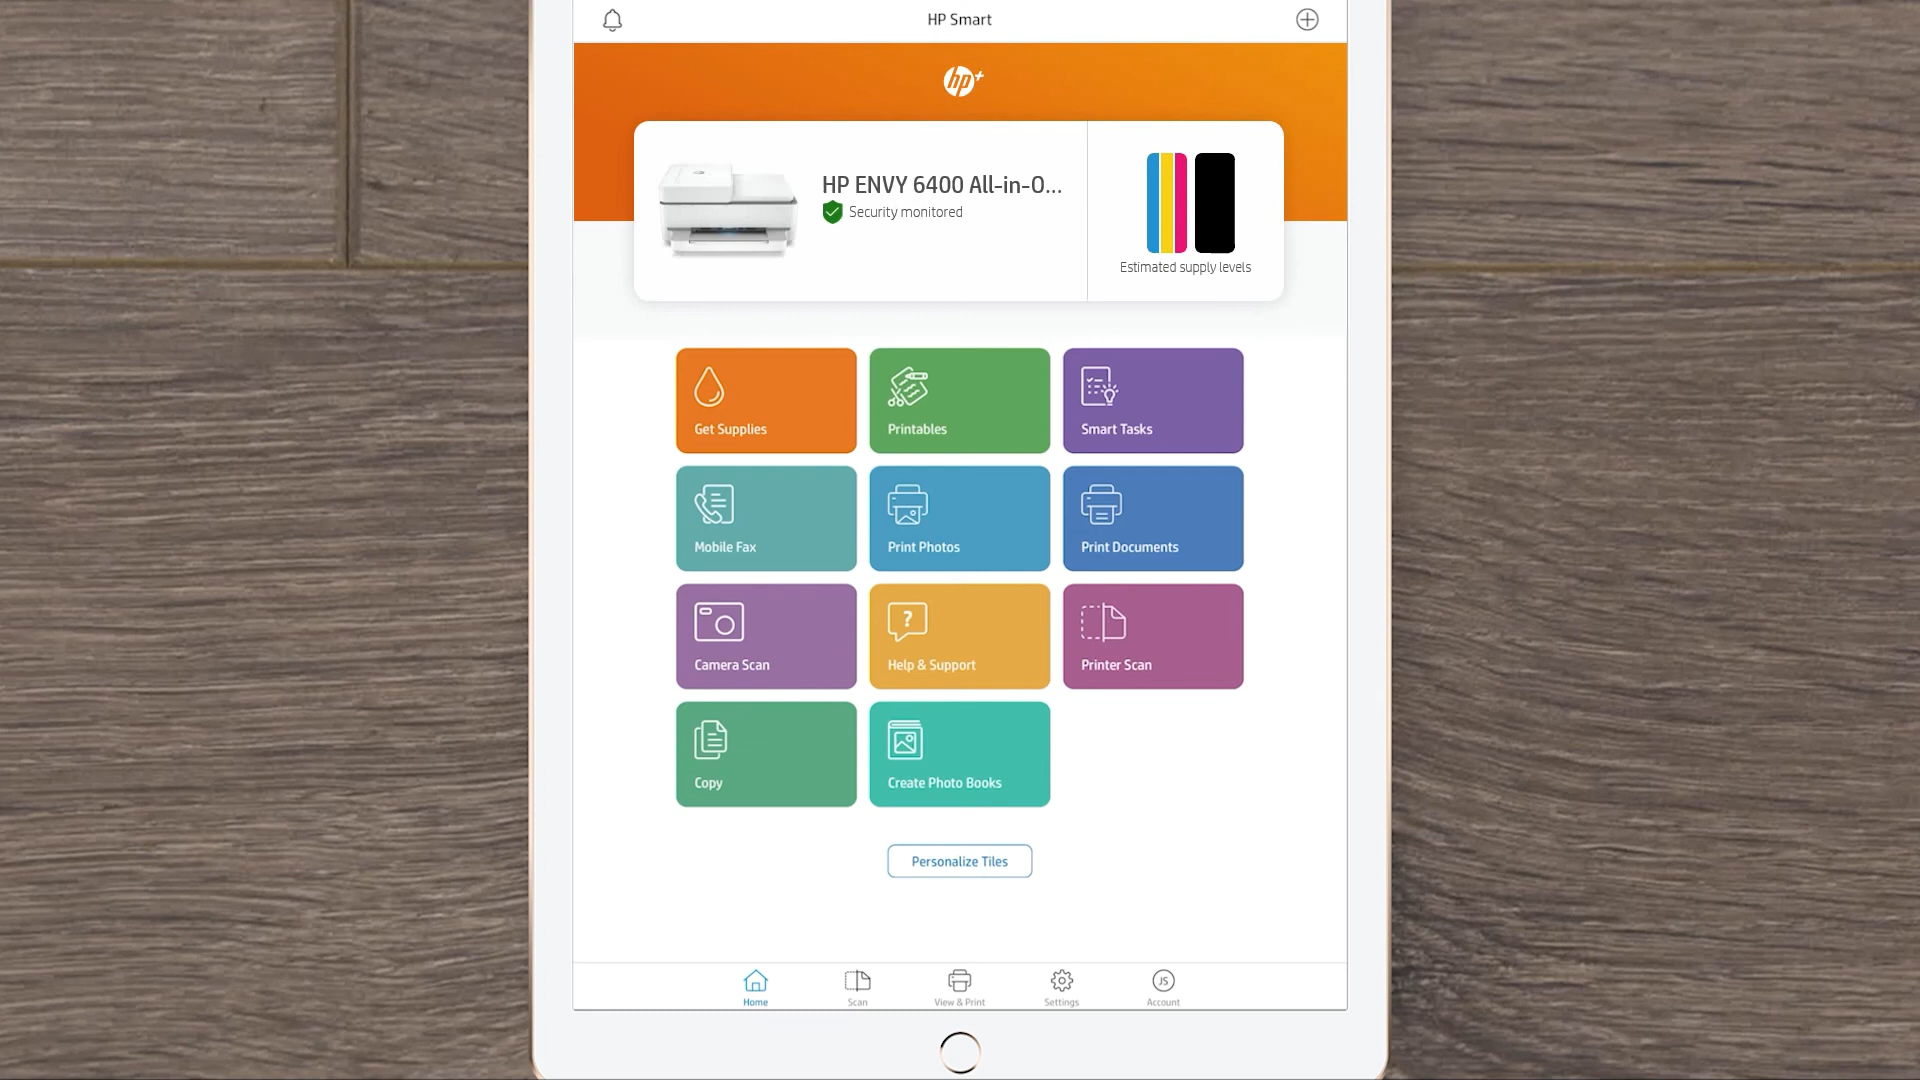 HP Smart
hp+
HP ENVY 6400 All-in-O...
Security monitored
Estimated supply levels
Get Supplies
Printables
Smart Tasks
Mobile Fax
Print Photos
Print Documents
Camera Scan
?
Help & Support
Printer Scan
Copy
Create Photo Books
Personalize Tiles
Home
Scan
View & Print
Settings
JS
Account